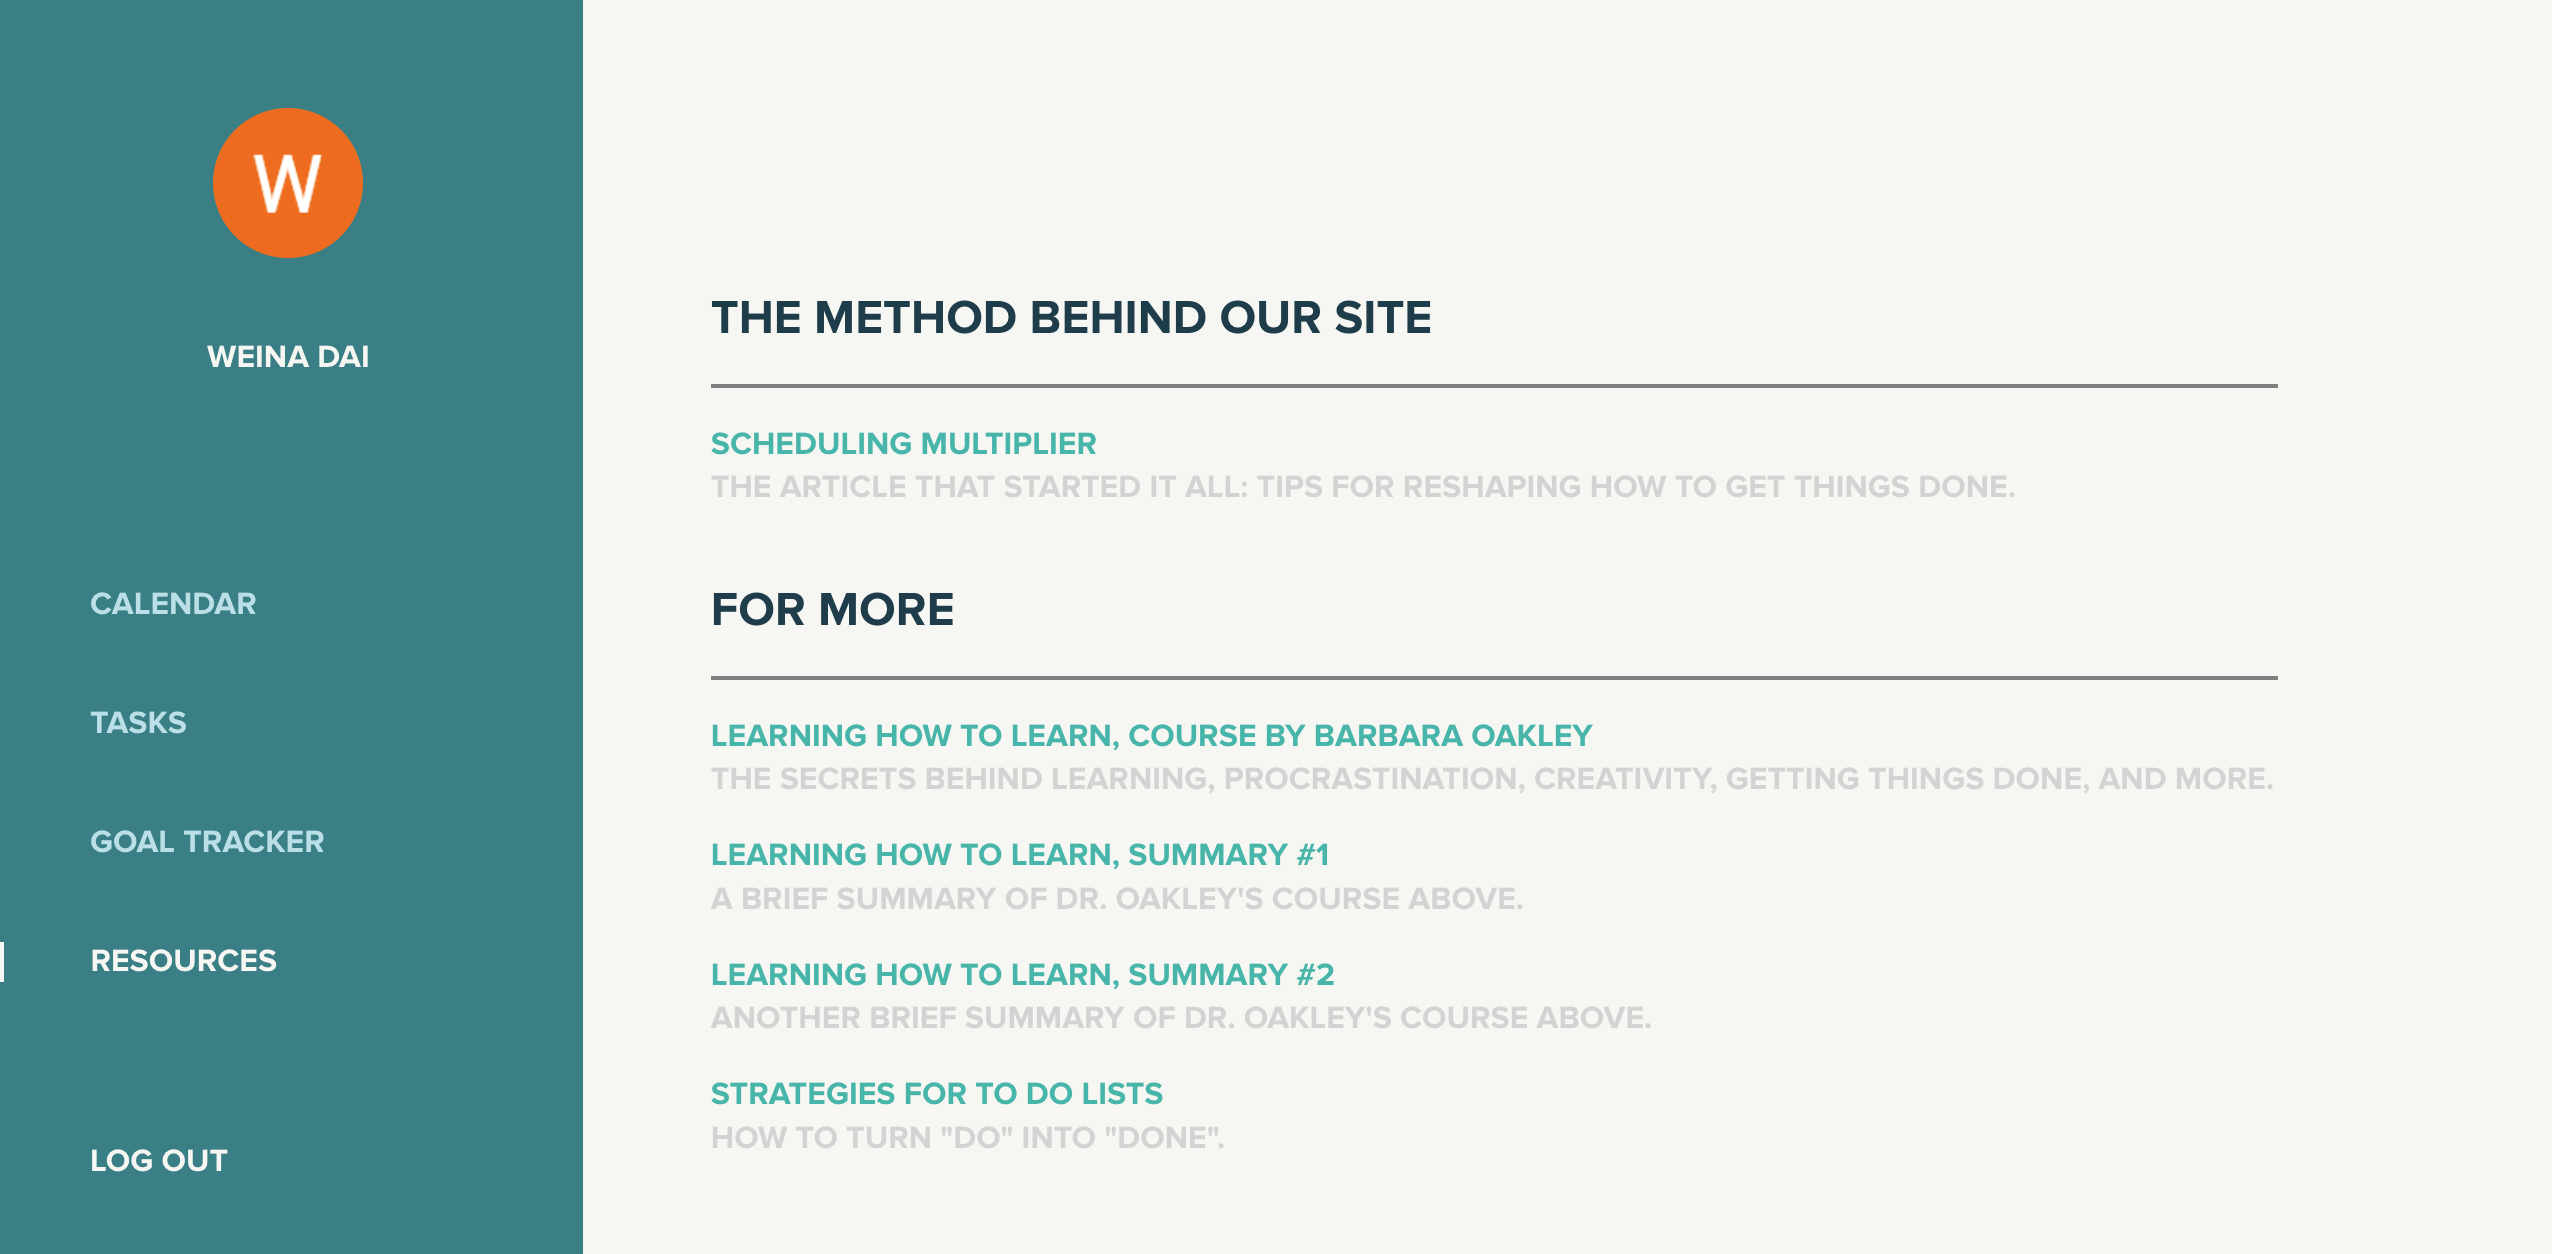 W
WEINA DAI
CALENDAR
TASKS
GOAL TRACKER
RESOURCES
LOG OUT
THE METHOD BEHIND OUR SITE
SCHEDULING MULTIPLIER
THE ARTICLE THAT STARTED IT ALL: TIPS FOR RESHAPING HOW TO GET THINGS DONE.
FOR MORE
LEARNING HOW TO LEARN, COURSE BY BARBARA OAKLEY
THE SECRETS BEHIND LEARNING, PROCRASTINATION, CREATIVITY, GETTING THINGS DONE, AND MORE.
LEARNING HOW TO LEARN, SUMMARY #1
A BRIEF SUMMARY OF DR. OAKLEY'S COURSE ABOVE.
LEARNING HOW TO LEARN, SUMMARY #2
ANOTHER BRIEF SUMMARY OF DR. OAKLEY'S COURSE ABOVE.
STRATEGIES FOR TO DO LISTS
HOW TO TURN "DO" INTO "DONE".